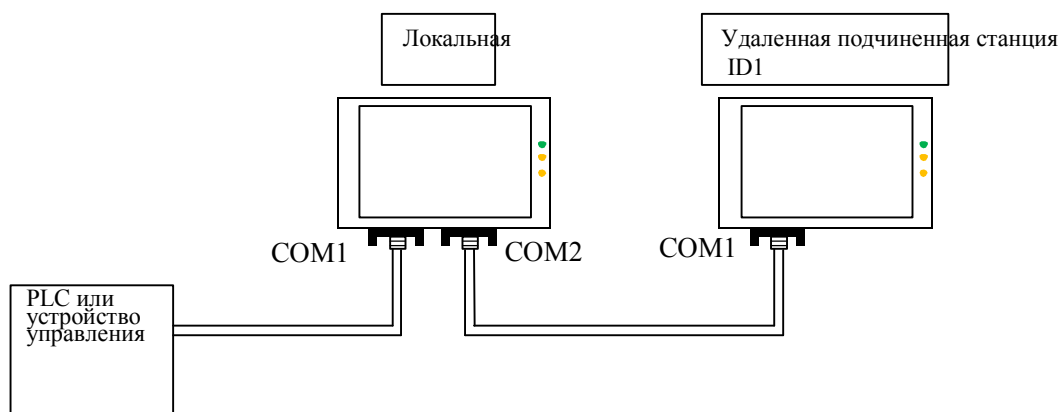 Локальная
Удаленная подчиненная станция
ID1
COM1
COM2
COM1
PLC или
устройство
управления